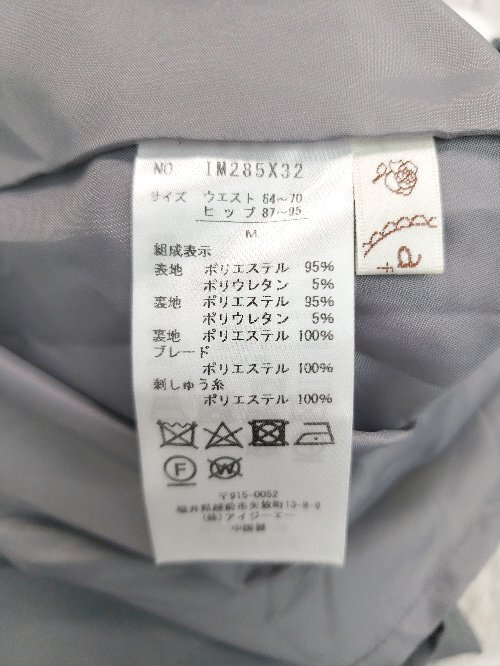 NO. IM285X32
サイズ ウエスト 64〜70
ヒップ 87〜95
M
組成表示
表地 ポリエステル 95%
ポリウレタン 5%
裏地 ポリエステル 95%
ポリウレタン 5%
裏地 ポリエステル 100%
ブレード
ポリエステル 100%
刺しゅう糸
ポリエステル 100%
F W
〒915-0052
福井県越前市矢放町13-8-9
(株)アイジーエー
中国製
a
f